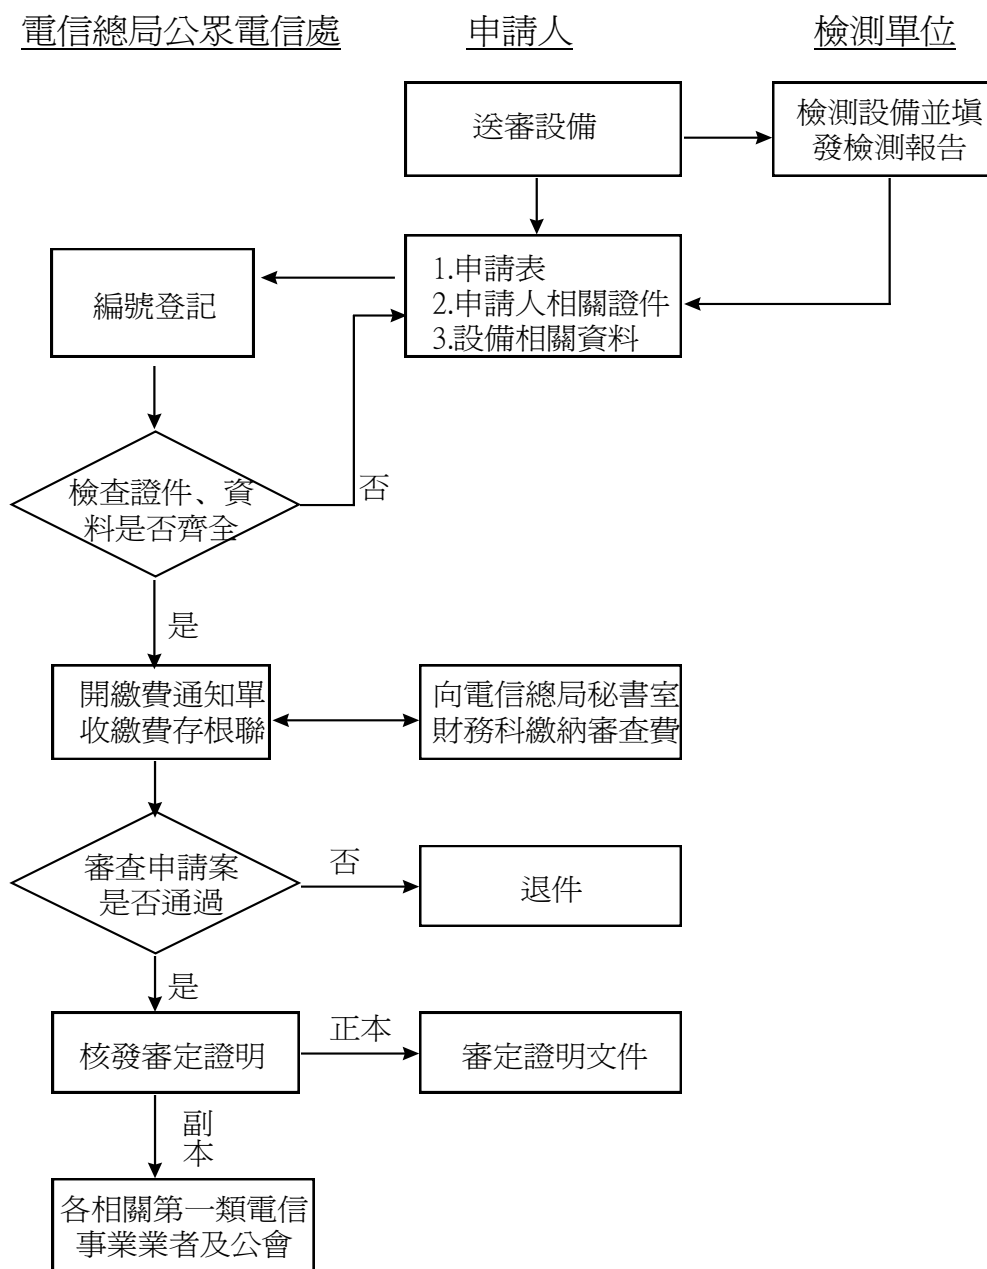 電信總局公眾電信處
申請人
檢測單位
送審設備
檢測設備並塡
發檢測報告
1.申請表
2.申請人相關證件
3.設備相關資料
編號登記
否
檢查證件、資
料是否齊全
是
開繳費通知單
收繳費存根聯
向電信總局秘書室
財務科繳納審查費
審查申請案
是否通過
否
退件
是
核發審定證明
正本
審定證明文件
副
本
各相關第一類電信
事業業者及公會